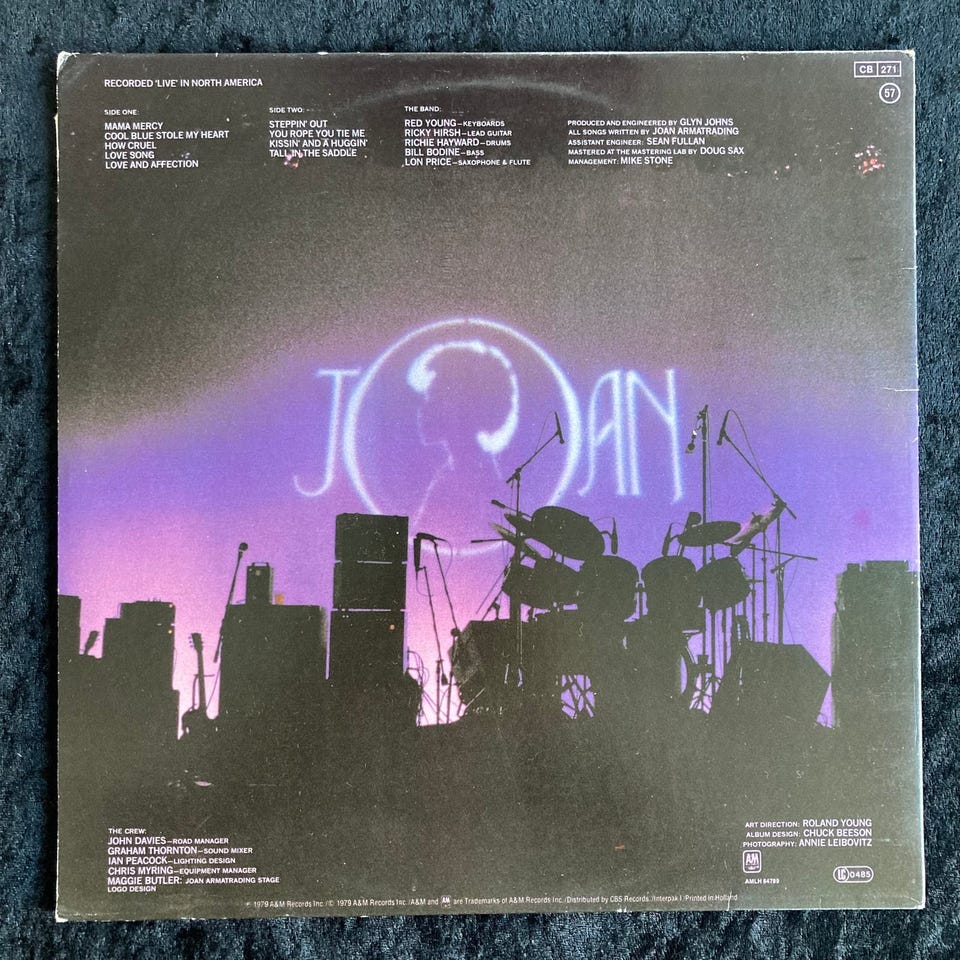 RECORDED 'LIVE' IN NORTH AMERICA
CB 271
57
SIDE ONE:
MAMA MERCY
COOL BLUE STOLE MY HEART
HOW CRUEL
LOVE SONG
LOVE AND AFFECTION
SIDE TWO:
STEPPIN' OUT
YOU ROPE YOU TIE ME
KISSIN' AND A HUGGIN'
TALL IN THE SADDLE
THE BAND:
RED YOUNG–KEYBOARDS
RICKY HIRSH–LEAD GUITAR
RICHIE HAYWARD–DRUMS
BILL BODINE–BASS
LON PRICE–SAXOPHONE & FLUTE
PRODUCED AND ENGINEERED BY GLYN JOHNS
ALL SONGS WRITTEN BY JOAN ARMATRADING
ASSISTANT ENGINEER: SEAN FULLAN
MASTERED AT THE MASTERING LAB BY DOUG SAX
MANAGEMENT: MIKE STONE
JOAN
THE CREW:
JOHN DAVIES–ROAD MANAGER
GRAHAM THORNTON–SOUND MIXER
IAN PEACOCK–LIGHTING DESIGN
CHRIS MYRING–EQUIPMENT MANAGER
MAGGIE BUTLER: JOAN ARMATRADING STAGE
LOGO DESIGN
ART DIRECTION: ROLAND YOUNG
ALBUM DESIGN: CHUCK BEESON
PHOTOGRAPHY: ANNIE LEIBOVITZ
AM
AMLH 64789
LC 0485
℗ 1979 A&M Records Inc./© 1979 A&M Records Inc./A&M and AM are Trademarks of A&M Records Inc./Distributed by CBS Records./Interpak/Printed in Holland